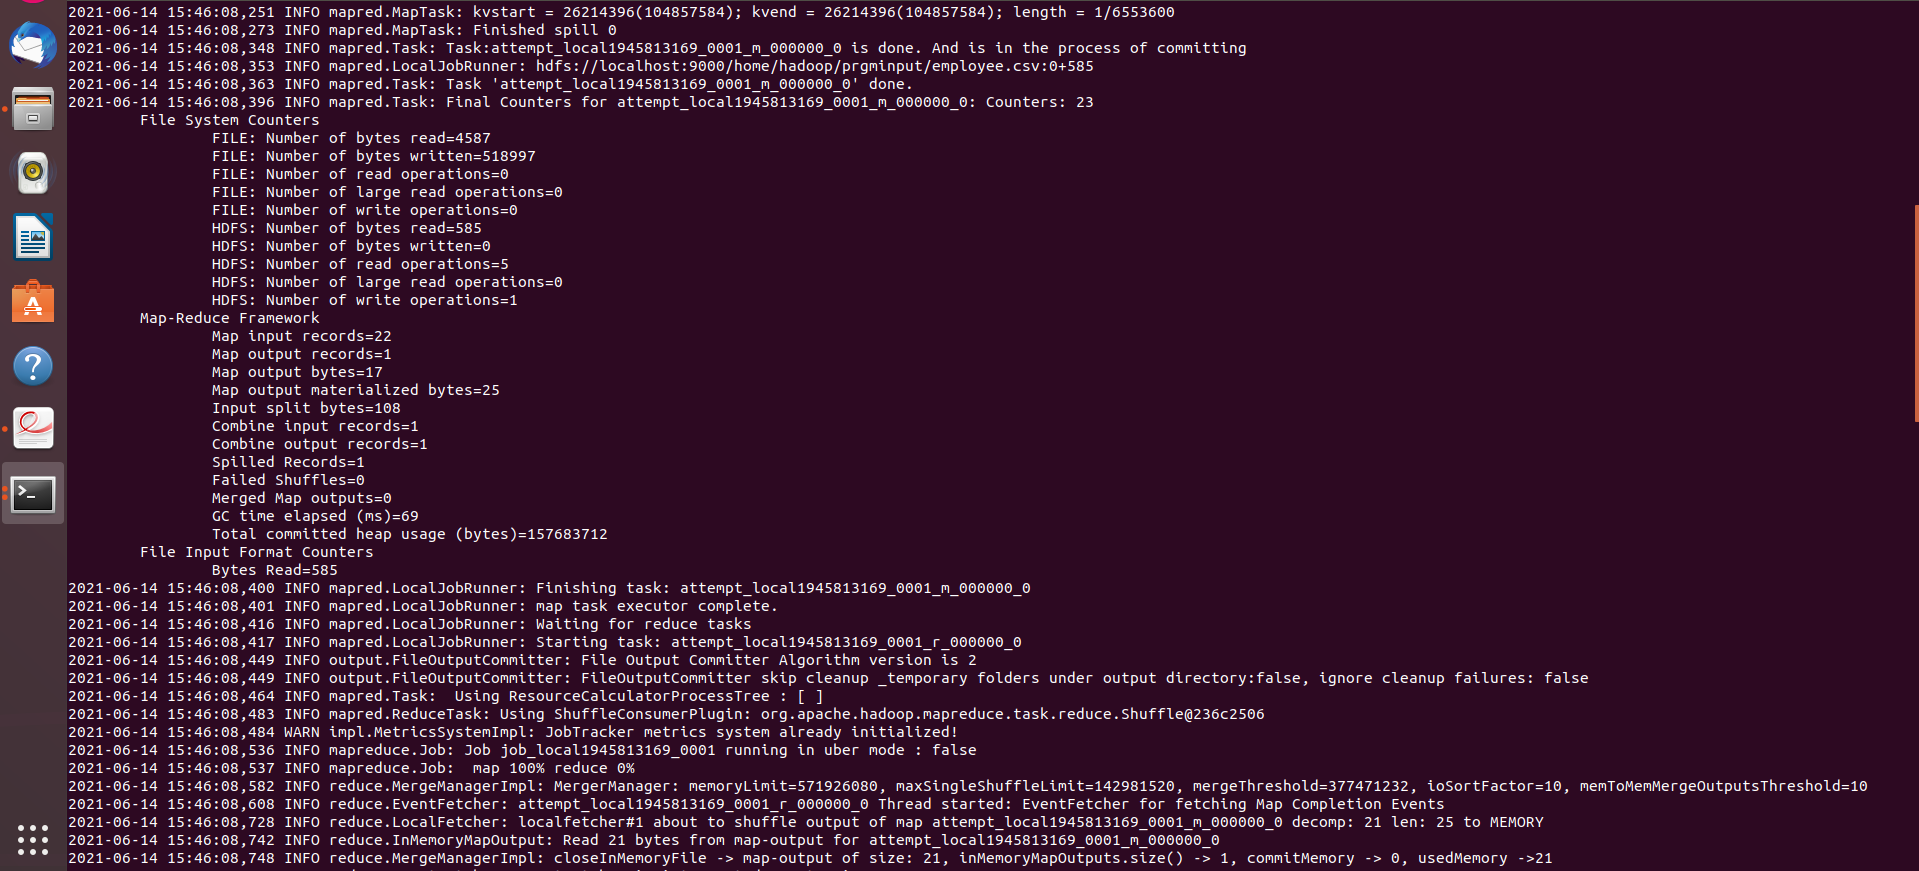 2021-06-14 15:46:08,251 INFO mapred.MapTask: kvstart = 26214396(104857584); kvend = 26214396(104857584); length = 1/6553600
2021-06-14 15:46:08,273 INFO mapred.MapTask: Finished spill 0
2021-06-14 15:46:08,348 INFO mapred.Task: Task:attempt_local1945813169_0001_m_000000_0 is done. And is in the process of committing
2021-06-14 15:46:08,353 INFO mapred.LocalJobRunner: hdfs://localhost:9000/home/hadoop/prgminput/employee.csv:0+585
2021-06-14 15:46:08,363 INFO mapred.Task: Task 'attempt_local1945813169_0001_m_000000_0' done.
2021-06-14 15:46:08,396 INFO mapred.Task: Final Counters for attempt_local1945813169_0001_m_000000_0: Counters: 23
File System Counters
FILE: Number of bytes read=4587
FILE: Number of bytes written=518997
FILE: Number of read operations=0
FILE: Number of large read operations=0
FILE: Number of write operations=0
HDFS: Number of bytes read=585
HDFS: Number of bytes written=0
HDFS: Number of read operations=5
HDFS: Number of large read operations=0
HDFS: Number of write operations=1
Map-Reduce Framework
Map input records=22
Map output records=1
Map output bytes=17
Map output materialized bytes=25
Input split bytes=108
Combine input records=1
Combine output records=1
Spilled Records=1
Failed Shuffles=0
Merged Map outputs=0
GC time elapsed (ms)=69
Total committed heap usage (bytes)=157683712
File Input Format Counters
Bytes Read=585
2021-06-14 15:46:08,400 INFO mapred.LocalJobRunner: Finishing task: attempt_local1945813169_0001_m_000000_0
2021-06-14 15:46:08,401 INFO mapred.LocalJobRunner: map task executor complete.
2021-06-14 15:46:08,416 INFO mapred.LocalJobRunner: Waiting for reduce tasks
2021-06-14 15:46:08,417 INFO mapred.LocalJobRunner: Starting task: attempt_local1945813169_0001_r_000000_0
2021-06-14 15:46:08,449 INFO output.FileOutputCommitter: File Output Committer Algorithm version is 2
2021-06-14 15:46:08,449 INFO output.FileOutputCommitter: FileOutputCommitter skip cleanup _temporary folders under output directory:false, ignore cleanup failures: false
2021-06-14 15:46:08,464 INFO mapred.Task:  Using ResourceCalculatorProcessTree : [ ]
2021-06-14 15:46:08,483 INFO mapred.ReduceTask: Using ShuffleConsumerPlugin: org.apache.hadoop.mapreduce.task.reduce.Shuffle@236c2506
2021-06-14 15:46:08,484 WARN impl.MetricsSystemImpl: JobTracker metrics system already initialized!
2021-06-14 15:46:08,536 INFO mapreduce.Job: Job job_local1945813169_0001 running in uber mode : false
2021-06-14 15:46:08,537 INFO mapreduce.Job:  map 100% reduce 0%
2021-06-14 15:46:08,582 INFO reduce.MergeManagerImpl: MergerManager: memoryLimit=571926080, maxSingleShuffleLimit=142981520, mergeThreshold=377471232, ioSortFactor=10, memToMemMergeOutputsThreshold=10
2021-06-14 15:46:08,608 INFO reduce.EventFetcher: attempt_local1945813169_0001_r_000000_0 Thread started: EventFetcher for fetching Map Completion Events
2021-06-14 15:46:08,728 INFO reduce.LocalFetcher: localfetcher#1 about to shuffle output of map attempt_local1945813169_0001_m_000000_0 decomp: 21 len: 25 to MEMORY
2021-06-14 15:46:08,742 INFO reduce.InMemoryMapOutput: Read 21 bytes from map-output for attempt_local1945813169_0001_m_000000_0
2021-06-14 15:46:08,748 INFO reduce.MergeManagerImpl: closeInMemoryFile -> map-output of size: 21, inMemoryMapOutputs.size() -> 1, commitMemory -> 0, usedMemory ->21